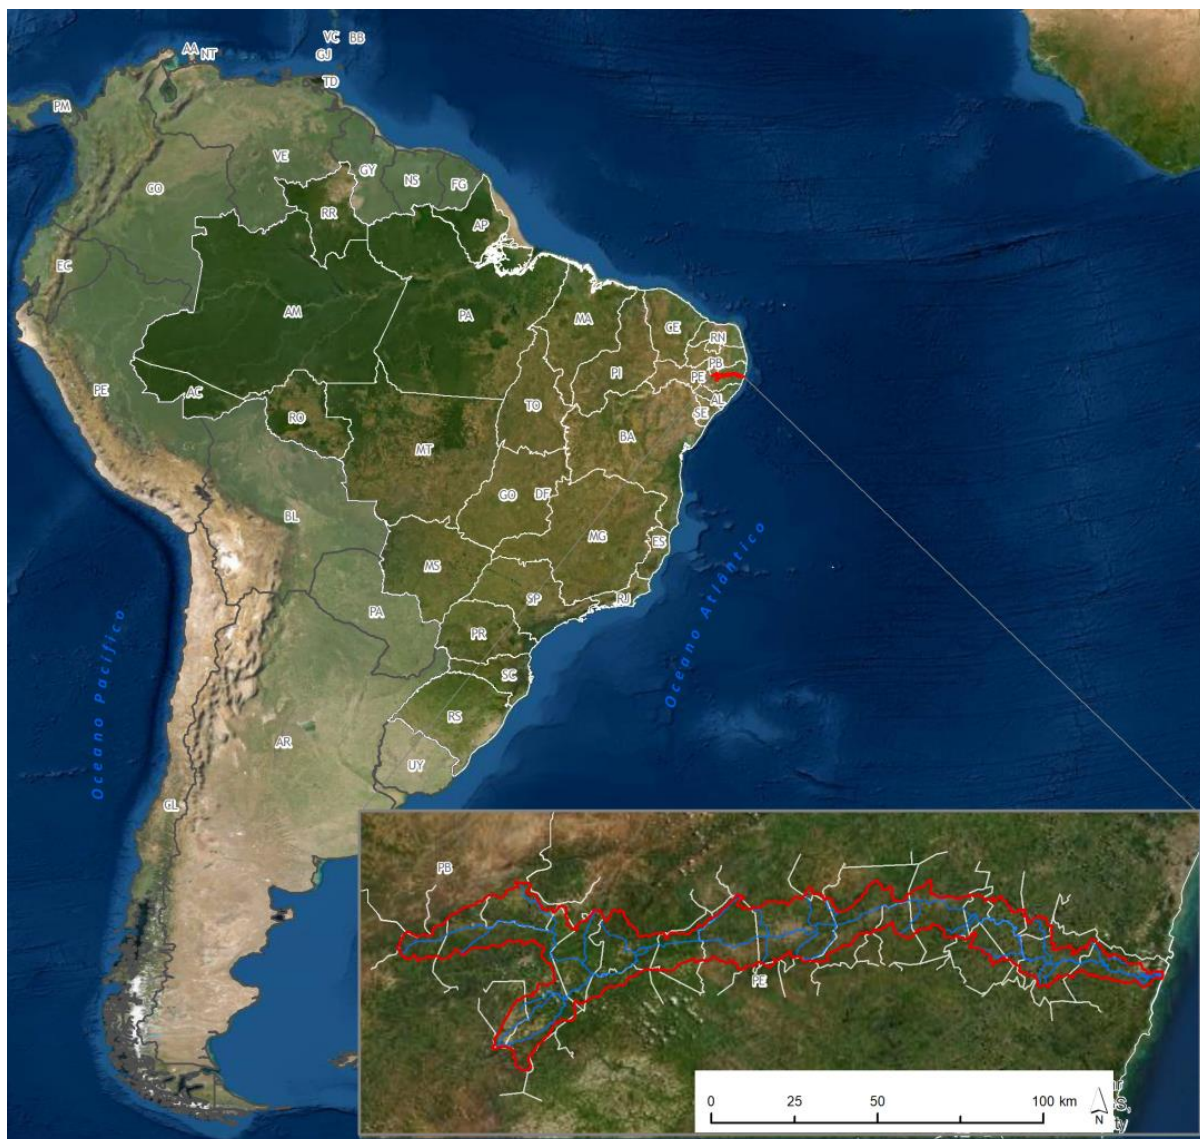 VC BB
AA NT GJ
TD
PM
VE GY
CO NS FG
RR
AP
EC
AM PA MA CE RN
PB
PI PE
PE AC AL
TO SE
RO
MT BA
GO DF
BL
MG ES
MS
PA SP RJ
PR
SC
RS
AR
UY
CL
Oceano Pacífico
Oceano Atlântico
PB
PE
0 25 50 100 km
N